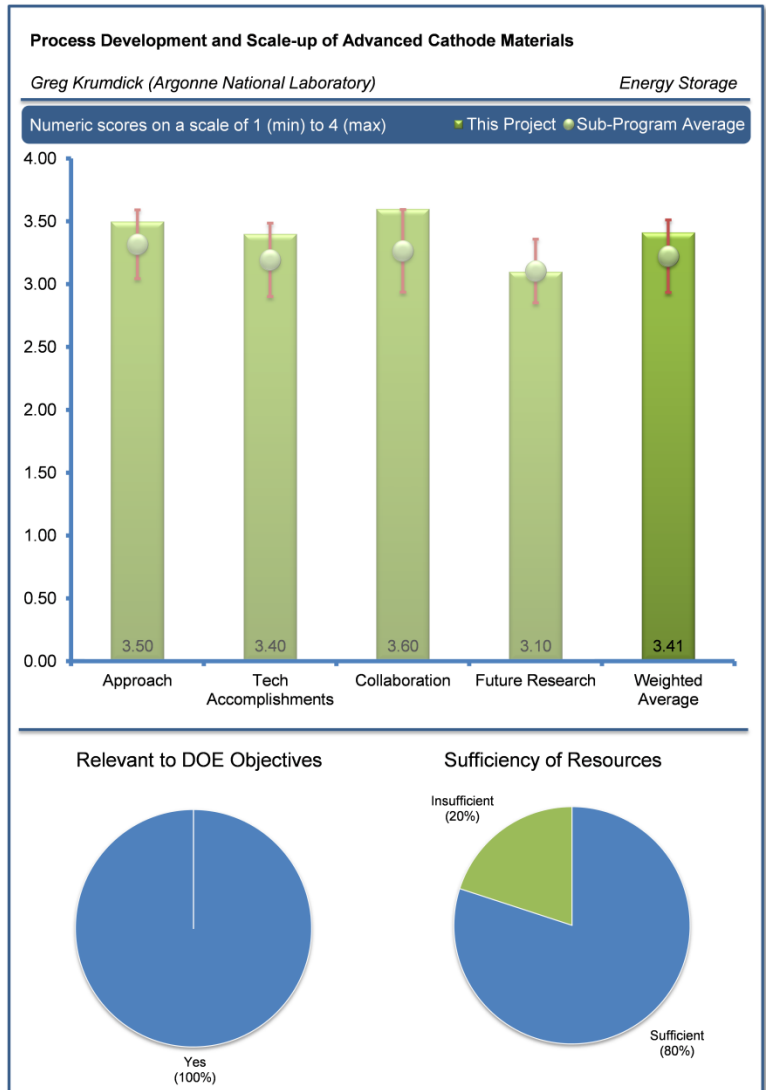 Process Development and Scale-up of Advanced Cathode Materials
Greg Krumdick (Argonne National Laboratory) Energy Storage
Numeric scores on a scale of 1 (min) to 4 (max) This Project Sub-Program Average
4.00
3.50
3.00
2.50
2.00
1.50
1.00
0.50
0.00
3.50 3.40 3.60 3.10 3.41
Approach Tech Collaboration Future Research Weighted
Accomplishments Average
Relevant to DOE Objectives Sufficiency of Resources
Insufficient
(20%)
Sufficient
(80%)
Yes
(100%)